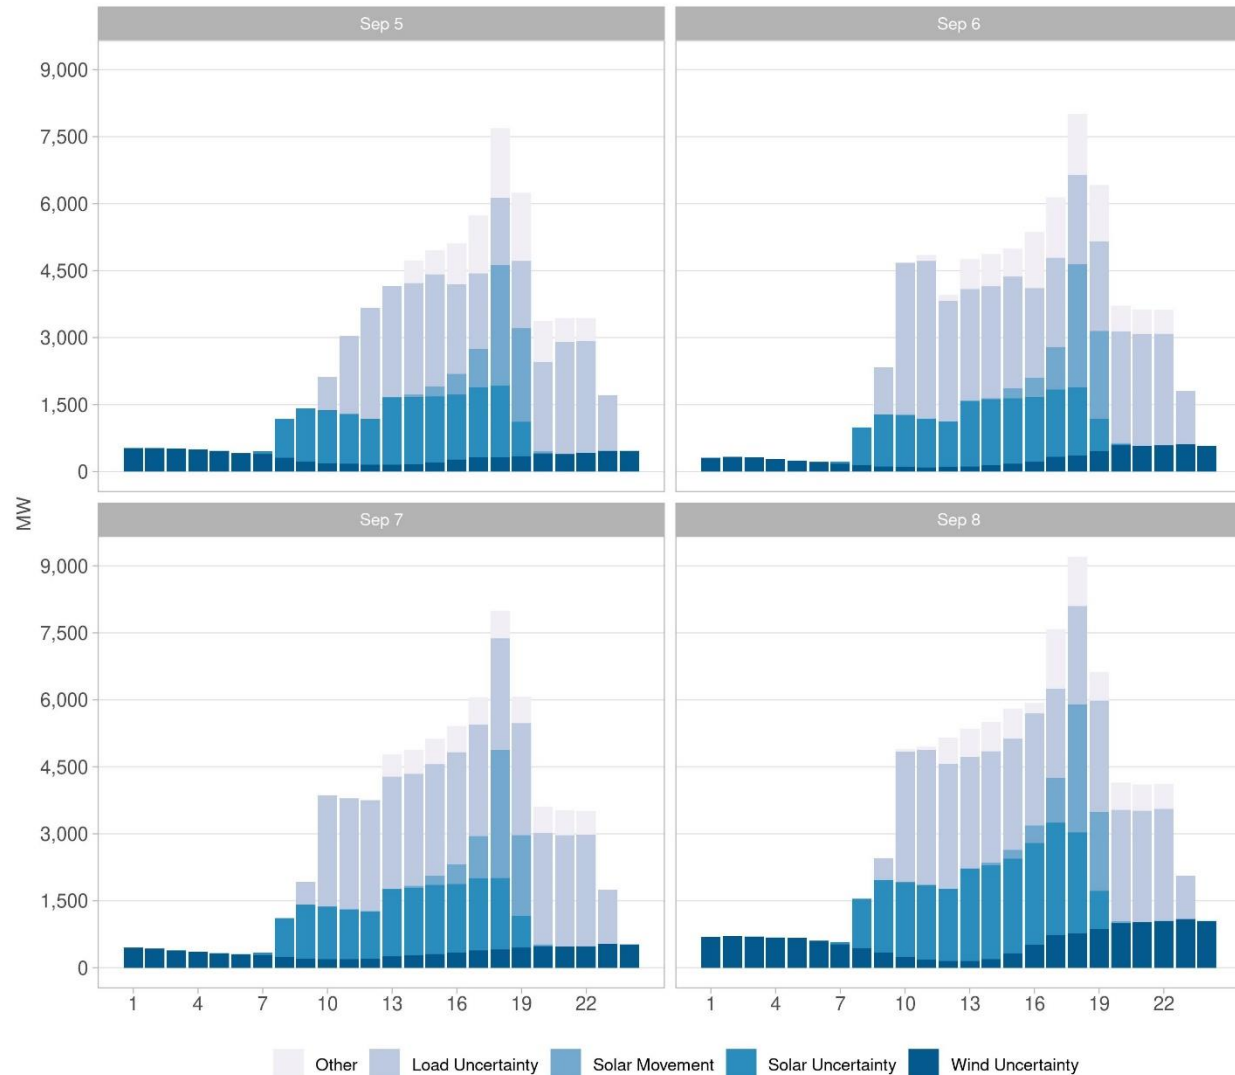 Sep 5
Sep 6
9,000
7,500
6,000
4,500
3,000
1,500
0
MW
Sep 7
Sep 8
9,000
7,500
6,000
4,500
3,000
1,500
0
1 4 7 10 13 16 19 22 1 4 7 10 13 16 19 22
Other Load Uncertainty Solar Movement Solar Uncertainty Wind Uncertainty